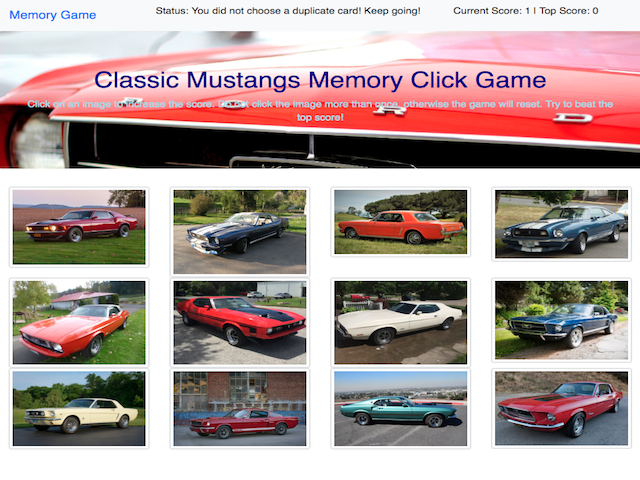 Memory Game
Status: You did not choose a duplicate card! Keep going!
Current Score: 1 | Top Score: 0
Classic Mustangs Memory Click Game
Click on an image to increase the score. Do not click the image more than once, otherwise the game will reset. Try to beat the
top score!
R D